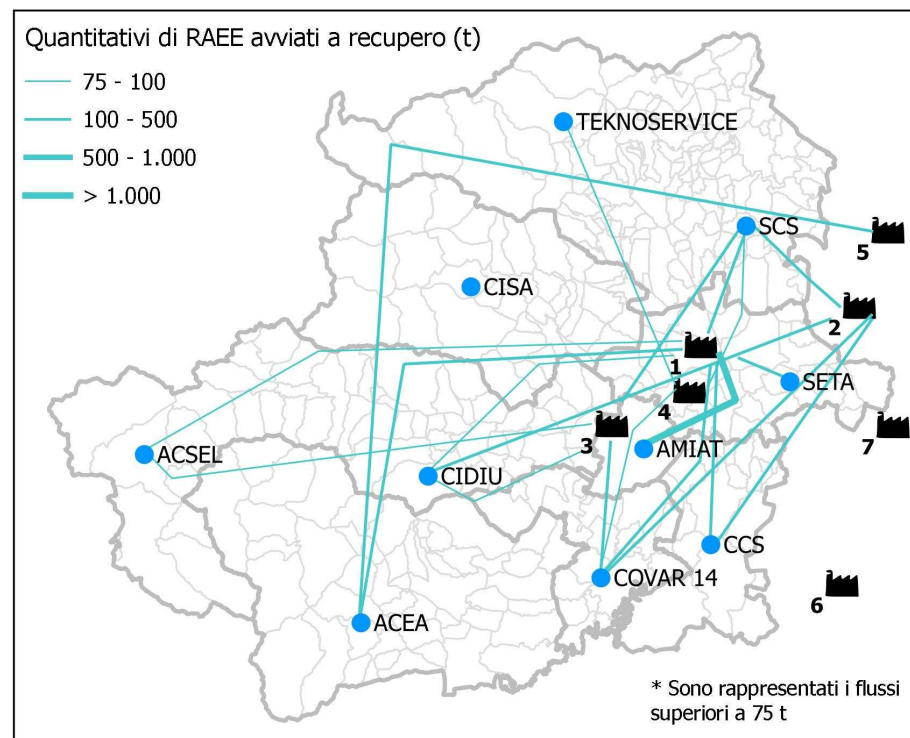 Quantitativi di RAEE avviati a recupero (t)
75 - 100
100 - 500
500 - 1.000
> 1.000
TEKNOSERVICE
SCS
5
CISA
2
1
SETA
4
3
7
AMIAT
ACSEL
CIDIU
CCS
COVAR 14
6
ACEA
* Sono rappresentati i flussi
superiori a 75 t